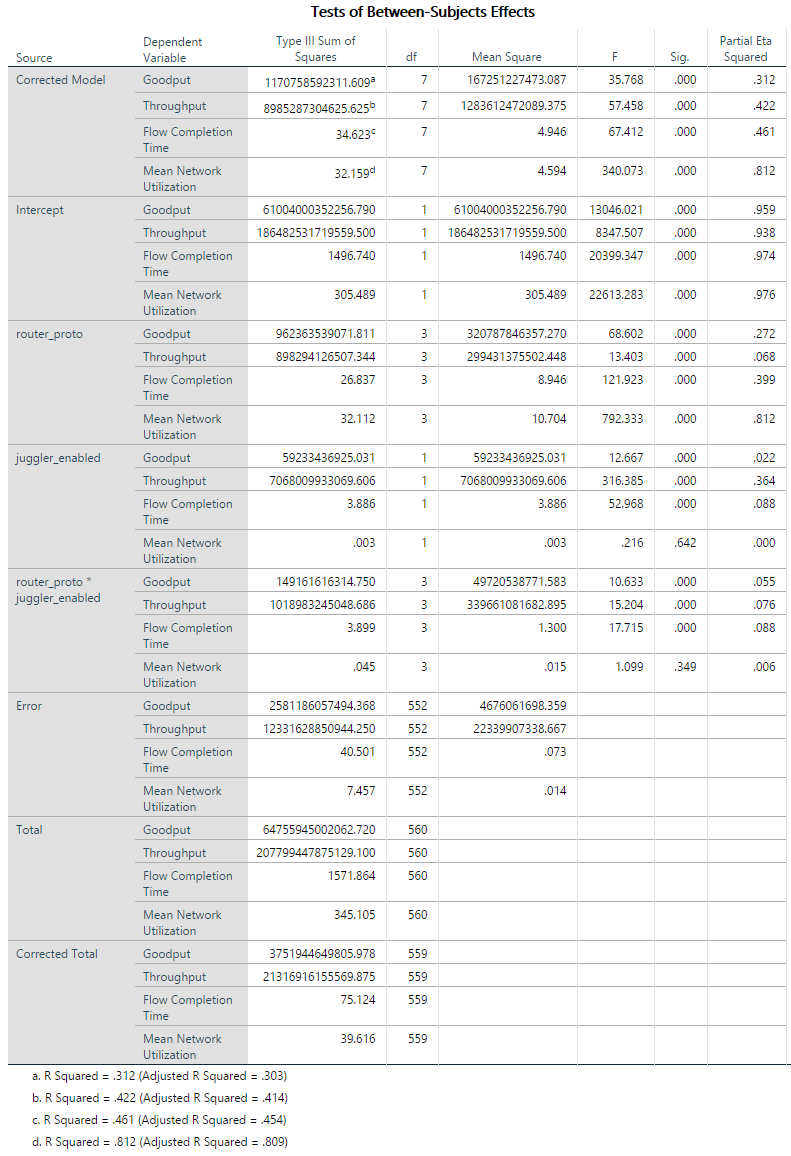 Tests of Between-Subjects Effects
Source Dependent Variable Type III Sum of Squares df Mean Square F Sig. Partial Eta Squared
Corrected Model Goodput 1170758592311.609a 7 167251227473.087 35.768 .000 .312
Throughput 8985287304625.625b 7 1283612472089.375 57.458 .000 .422
Flow Completion Time 34.623c 7 4.946 67.412 .000 .461
Mean Network Utilization 32.159d 7 4.594 340.073 .000 .812
Intercept Goodput 61004000352256.790 1 61004000352256.790 13046.021 .000 .959
Throughput 186482531719559.500 1 186482531719559.500 8347.507 .000 .938
Flow Completion Time 1496.740 1 1496.740 20399.347 .000 .974
Mean Network Utilization 305.489 1 305.489 22613.283 .000 .976
router_proto Goodput 962363539071.811 3 320787846357.270 68.602 .000 .272
Throughput 898294126507.344 3 299431375502.448 13.403 .000 .068
Flow Completion Time 26.837 3 8.946 121.923 .000 .399
Mean Network Utilization 32.112 3 10.704 792.333 .000 .812
juggler_enabled Goodput 59233436925.031 1 59233436925.031 12.667 .000 .022
Throughput 7068009933069.606 1 7068009933069.606 316.385 .000 .364
Flow Completion Time 3.886 1 3.886 52.968 .000 .088
Mean Network Utilization .003 1 .003 .216 .642 .000
router_proto * juggler_enabled Goodput 149161616314.750 3 49720538771.583 10.633 .000 .055
Throughput 1018983245048.686 3 339661081682.895 15.204 .000 .076
Flow Completion Time 3.899 3 1.300 17.715 .000 .088
Mean Network Utilization .045 3 .015 1.099 .349 .006
Error Goodput 2581186057494.368 552 4676061698.359
Throughput 12331628850944.250 552 22339907338.667
Flow Completion Time 40.501 552 .073
Mean Network Utilization 7.457 552 .014
Total Goodput 64755945002062.720 560
Throughput 207799447875129.100 560
Flow Completion Time 1571.864 560
Mean Network Utilization 345.105 560
Corrected Total Goodput 3751944649805.978 559
Throughput 21316916155569.875 559
Flow Completion Time 75.124 559
Mean Network Utilization 39.616 559
a. R Squared = .312 (Adjusted R Squared = .303)
b. R Squared = .422 (Adjusted R Squared = .414)
c. R Squared = .461 (Adjusted R Squared = .454)
d. R Squared = .812 (Adjusted R Squared = .809)